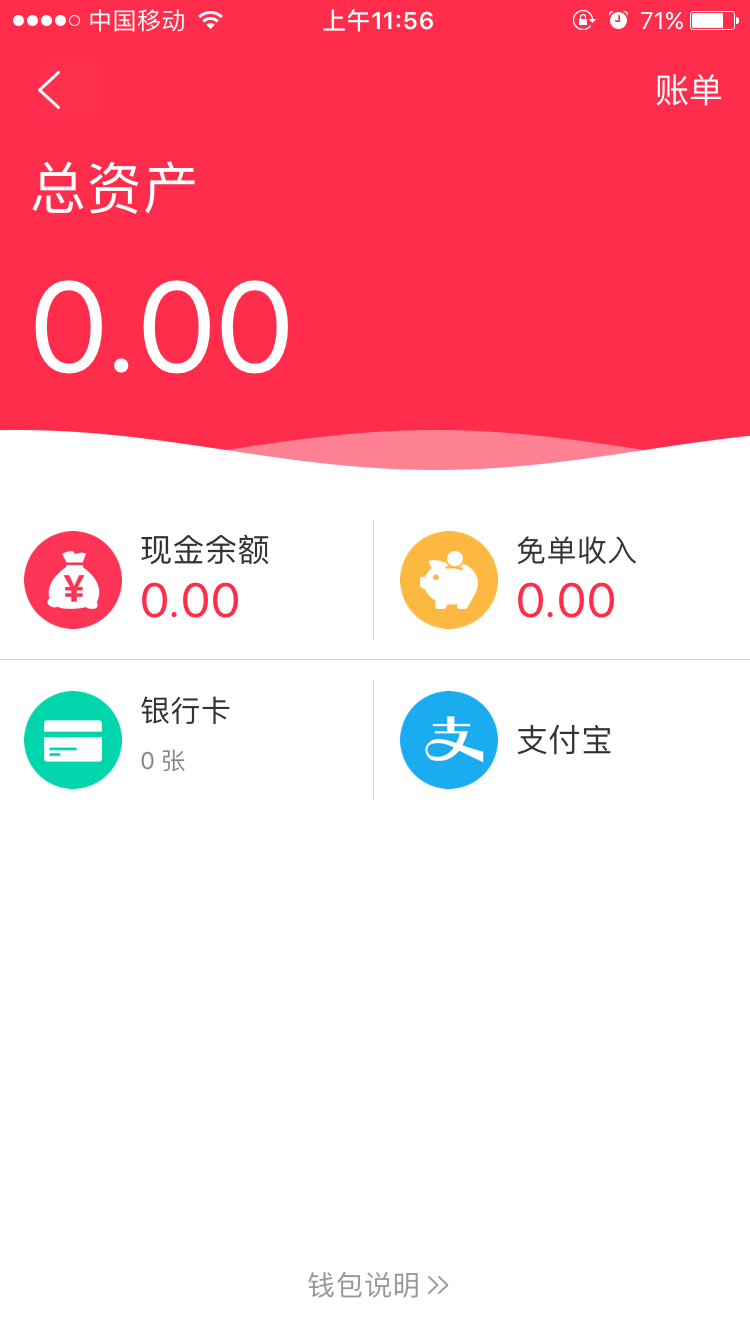 中国移动 上午11:56 71%
账单
总资产
0.00
现金余额
0.00
免单收入
0.00
银行卡
0 张
支付宝
钱包说明 >>